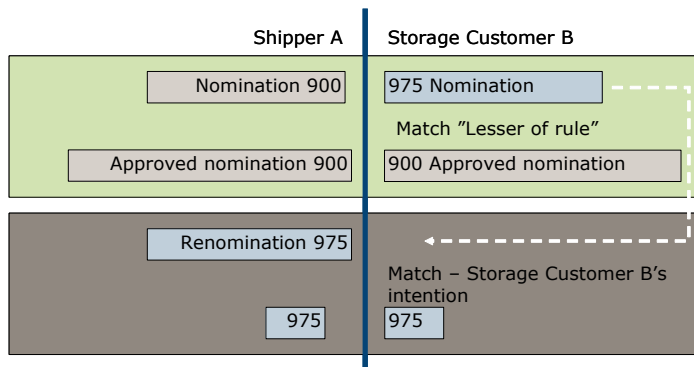 Shipper A
Storage Customer B
Nomination 900
975 Nomination
Match ”Lesser of rule”
Approved nomination 900
900 Approved nomination
Renomination 975
Match – Storage Customer B's
intention
975
975